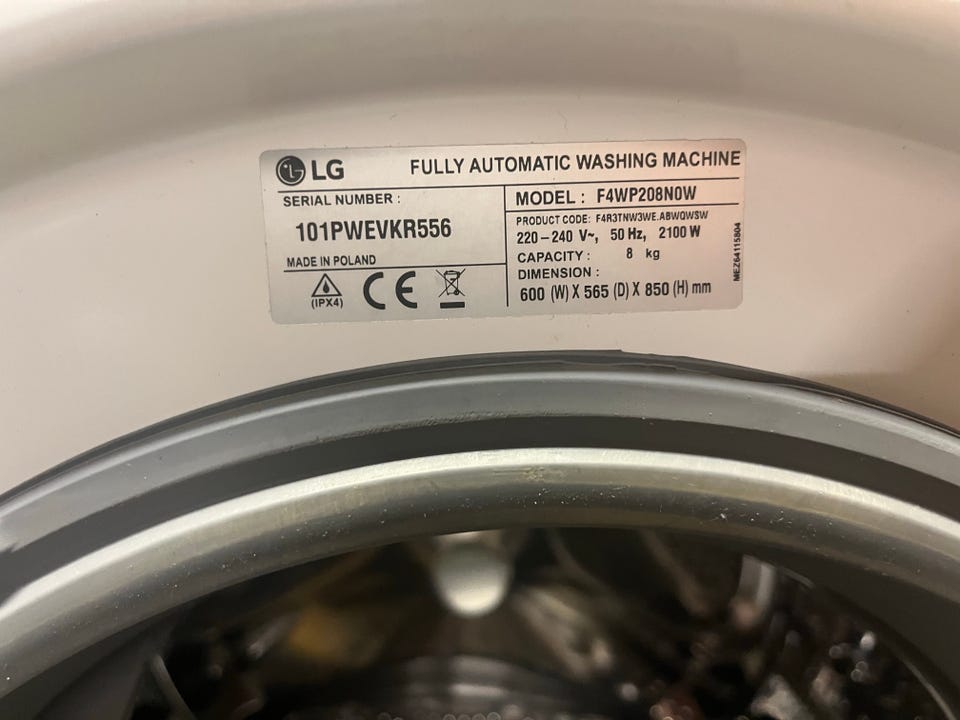 LG
FULLY AUTOMATIC WASHING MACHINE
SERIAL NUMBER :
101PWEVKR556
MADE IN POLAND
(IPX4)
CE
MODEL : F4WP208N0W
PRODUCT CODE: F4R3TNW3WE.ABWQWSW
220-240 V~, 50 Hz, 2100 W
CAPACITY : 8 kg
DIMENSION :
600 (W) X 565 (D) X 850 (H) mm
MEZ64115804